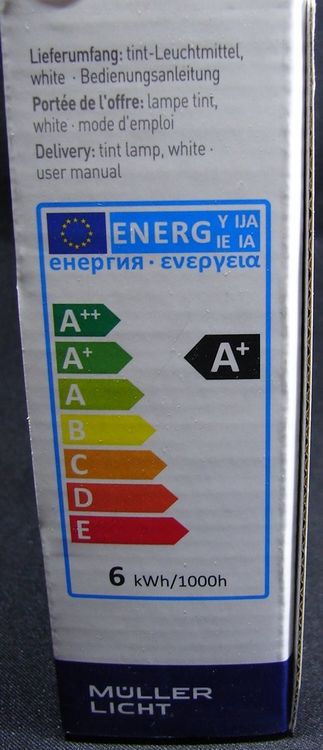 Lieferumfang: tint-Leuchtmittel,
white · Bedienungsanleitung
Portée de l'offre: lampe tint,
white · mode d'emploi
Delivery: tint lamp, white ·
user manual
ENERG Y IJA
IE IA
енергия · ενεργεια
A++
A+
A+
A
B
C
D
E
6 kWh/1000h
MÜLLER
LICHT